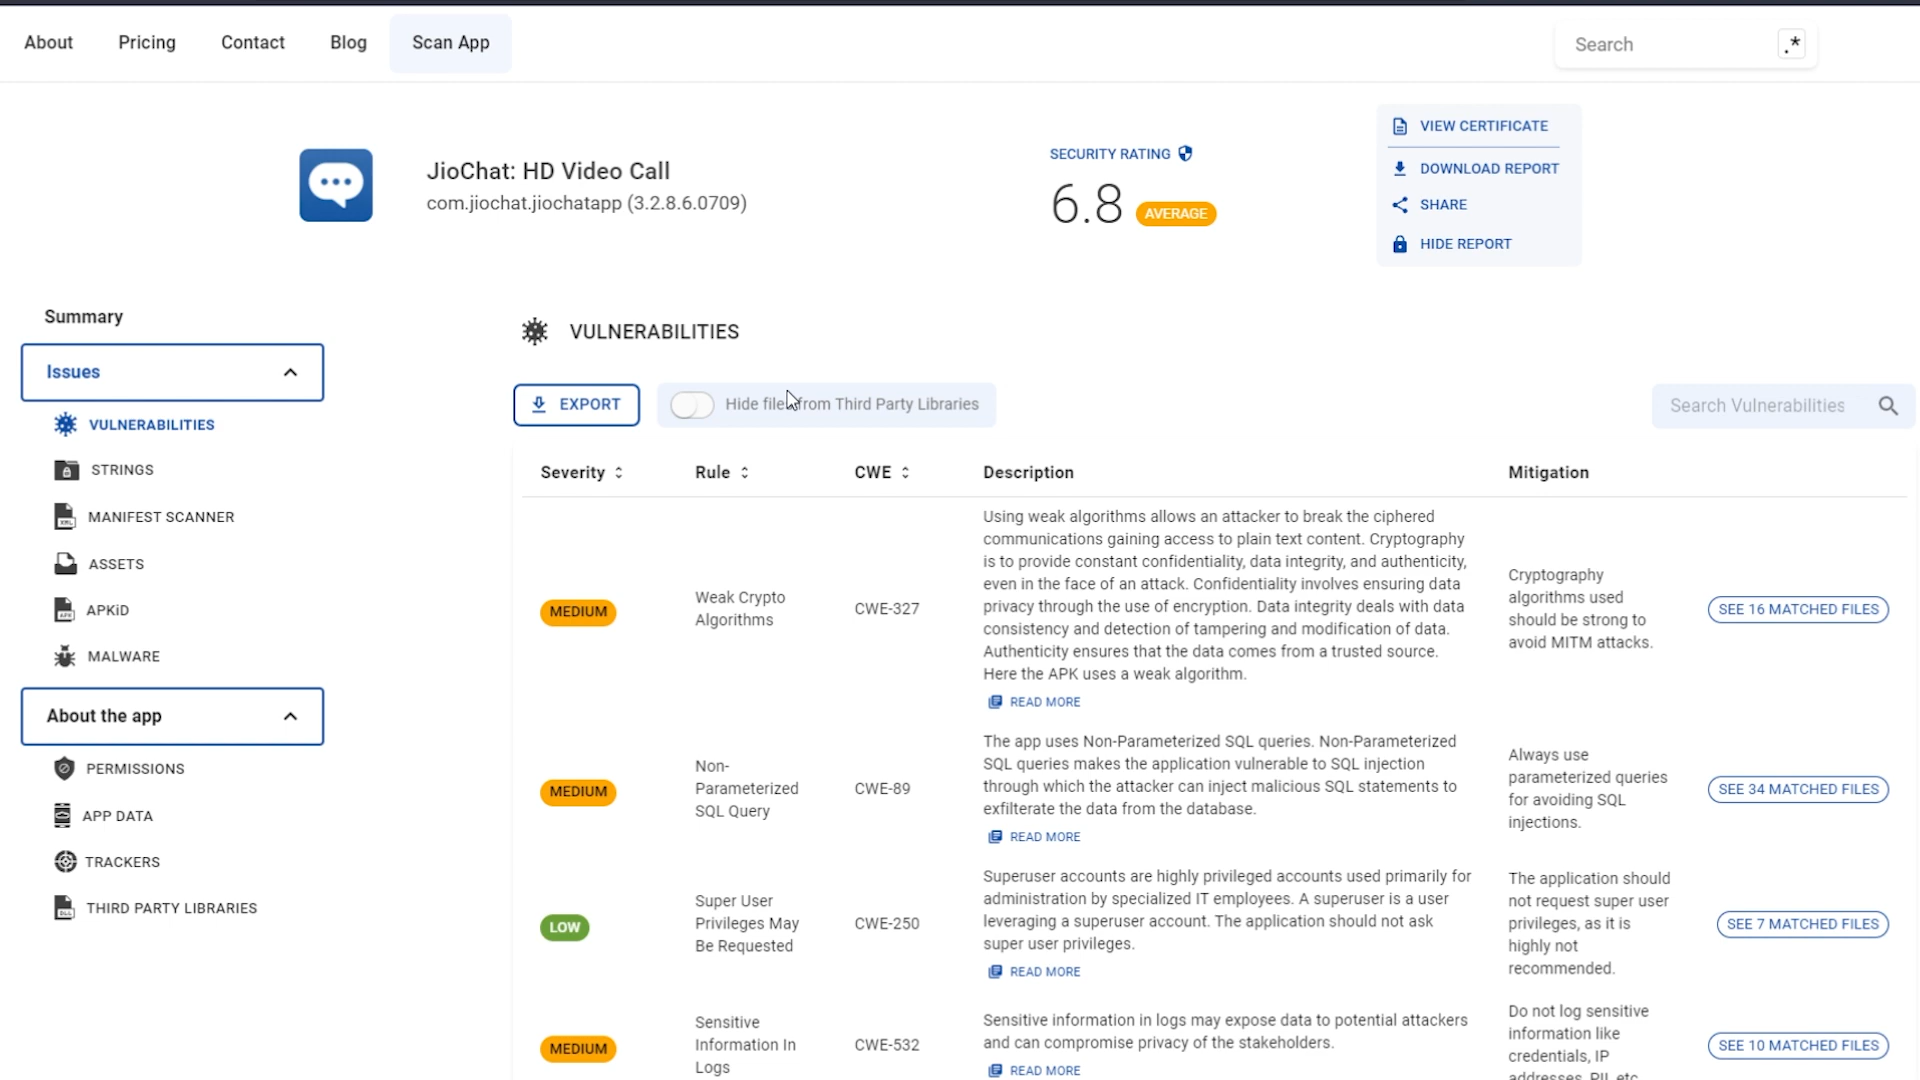 About Pricing Contact Blog Scan App Search .*
VIEW CERTIFICATE
DOWNLOAD REPORT
SHARE
HIDE REPORT
JioChat: HD Video Call
com.jiochat.jiochatapp (3.2.8.6.0709)
SECURITY RATING
6.8 AVERAGE
Summary
Issues
VULNERABILITIES
STRINGS
MANIFEST SCANNER
ASSETS
APKiD
MALWARE
About the app
PERMISSIONS
APP DATA
TRACKERS
THIRD PARTY LIBRARIES
VULNERABILITIES
EXPORT
Hide files from Third Party Libraries
Search Vulnerabilities
Severity Rule CWE Description Mitigation
MEDIUM
Weak Crypto
Algorithms
CWE-327
Using weak algorithms allows an attacker to break the ciphered
communications gaining access to plain text content. Cryptography
is to provide constant confidentiality, data integrity, and authenticity,
even in the face of an attack. Confidentiality involves ensuring data
privacy through the use of encryption. Data integrity deals with data
consistency and detection of tampering and modification of data.
Authenticity ensures that the data comes from a trusted source.
Here the APK uses a weak algorithm.
READ MORE
Cryptography
algorithms used
should be strong to
avoid MITM attacks.
SEE 16 MATCHED FILES
MEDIUM
Non-
Parameterized
SQL Query
CWE-89
The app uses Non-Parameterized SQL queries. Non-Parameterized
SQL queries makes the application vulnerable to SQL injection
through which the attacker can inject malicious SQL statements to
exfilterate the data from the database.
READ MORE
Always use
parameterized queries
for avoiding SQL
injections.
SEE 34 MATCHED FILES
LOW
Super User
Privileges May
Be Requested
CWE-250
Superuser accounts are highly privileged accounts used primarily for
administration by specialized IT employees. A superuser is a user
leveraging a superuser account. The application should not ask
super user privileges.
READ MORE
The application should
not request super user
privileges, as it is
highly not
recommended.
SEE 7 MATCHED FILES
MEDIUM
Sensitive
Information In
Logs
CWE-532
Sensitive information in logs may expose data to potential attackers
and can compromise privacy of the stakeholders.
READ MORE
Do not log sensitive
information like
credentials, IP
addresses, PII, etc
SEE 10 MATCHED FILES